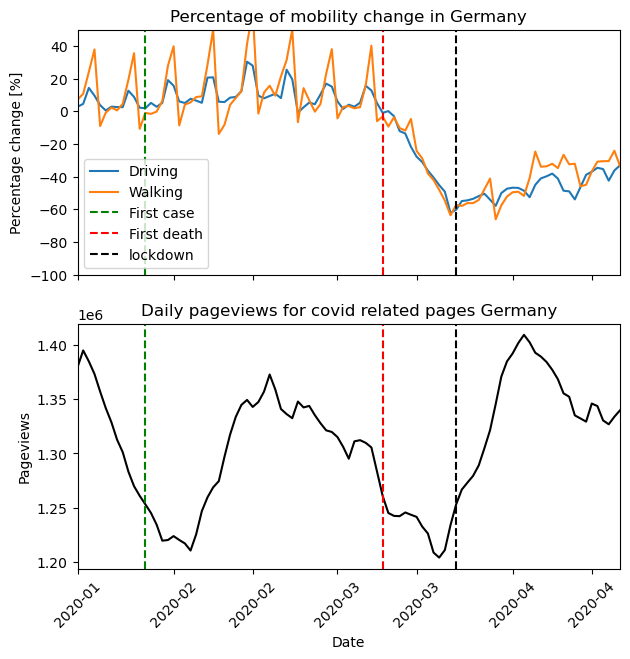 Percentage of mobility change in Germany
Percentage change [%]
40
20
0
−20
−40
−60
−80
−100
Driving
Walking
First case
First death
lockdown
Daily pageviews for covid related pages Germany
1e6
Pageviews
1.40
1.35
1.30
1.25
1.20
2020-01
2020-02
2020-02
2020-03
2020-03
2020-04
2020-04
Date